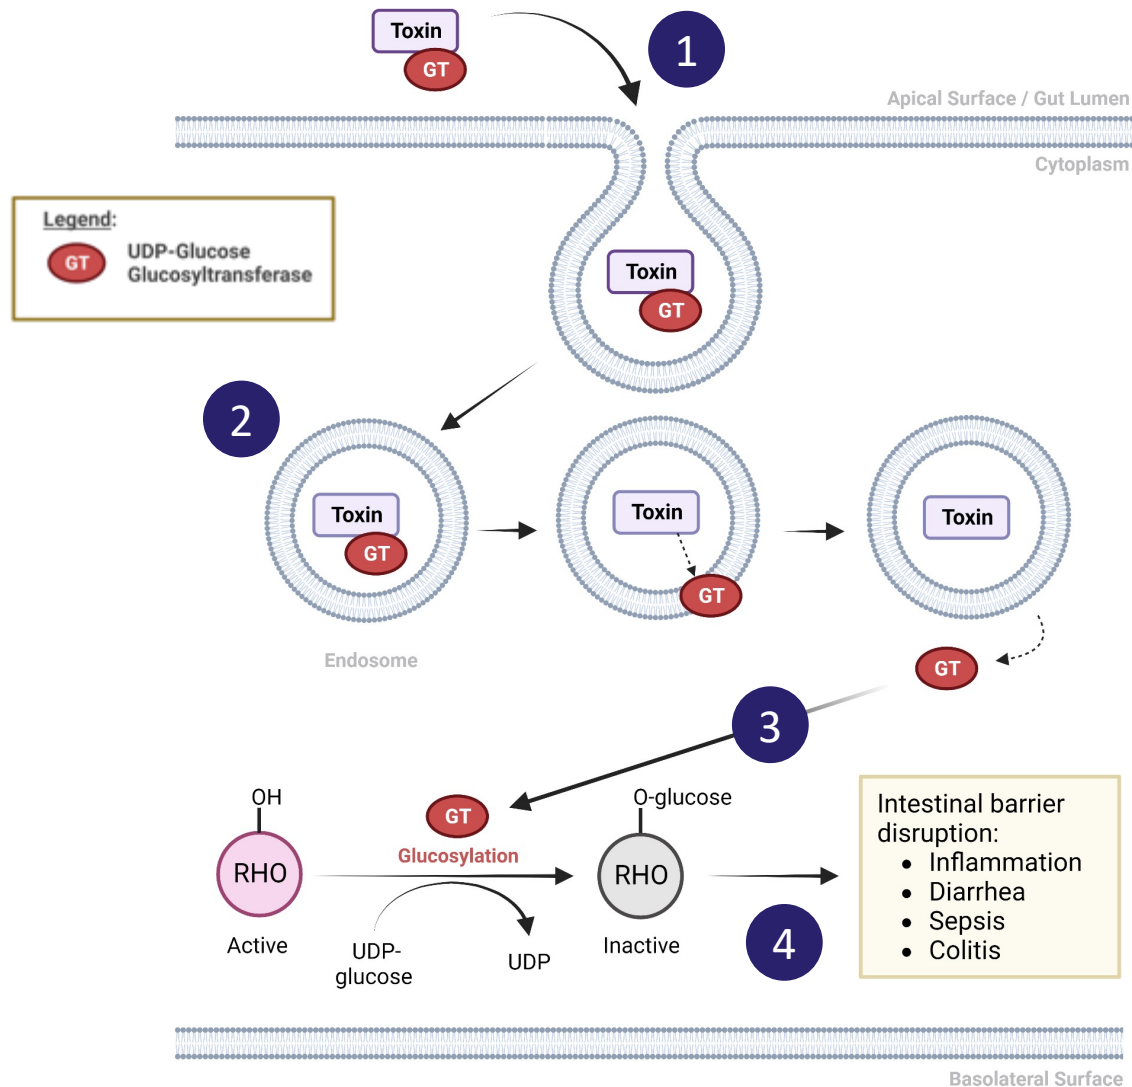 Toxin
GT
1
Apical Surface / Gut Lumen
Cytoplasm
Legend:
GT
UDP-Glucose
Glucosyltransferase
Toxin
GT
2
Toxin
GT
Toxin
GT
Toxin
Endosome
GT
3
OH
RHO
Active
GT
Glucosylation
UDP-
glucose
UDP
O-glucose
RHO
Inactive
4
Intestinal barrier
disruption:
• Inflammation
• Diarrhea
• Sepsis
• Colitis
Basolateral Surface